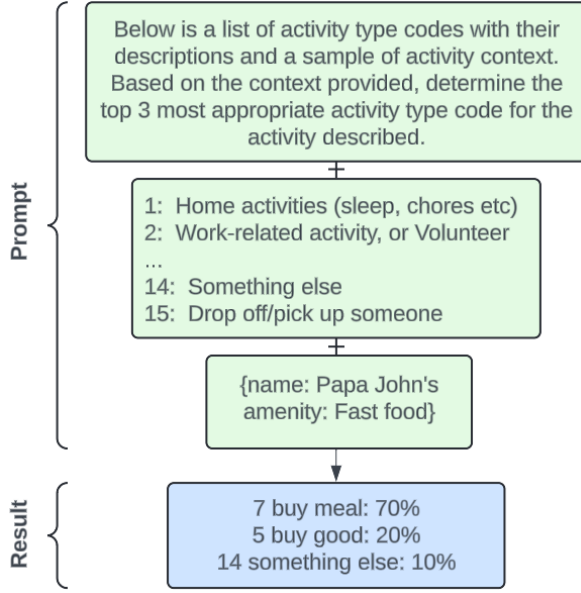 Below is a list of activity type codes with their
descriptions and a sample of activity context.
Based on the context provided, determine the
top 3 most appropriate activity type code for the
activity described.
+
Prompt
1: Home activities (sleep, chores etc)
2: Work-related activity, or Volunteer
...
14: Something else
15: Drop off/pick up someone
+
{name: Papa John's
amenity: Fast food}
Result
7 buy meal: 70%
5 buy good: 20%
14 something else: 10%